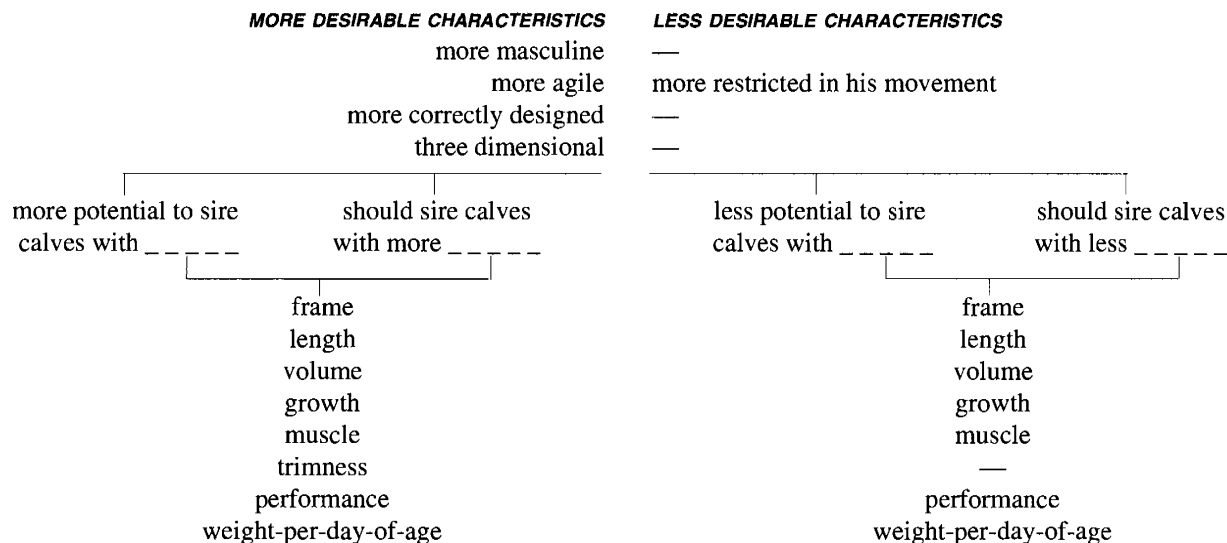 MORE DESIRABLE CHARACTERISTICS LESS DESIRABLE CHARACTERISTICS
more masculine —
more agile more restricted in his movement
more correctly designed —
three dimensional —
more potential to sire should sire calves less potential to sire should sire calves
calves with _ _ _ _ _ with more _ _ _ _ _ calves with _ _ _ _ _ with less _ _ _ _ _
frame frame
length length
volume volume
growth growth
muscle muscle
trimness —
performance performance
weight-per-day-of-age weight-per-day-of-age